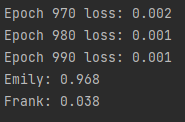 Epoch 970 loss: 0.002
Epoch 980 loss: 0.001
Epoch 990 loss: 0.001
Emily: 0.968
Frank: 0.038